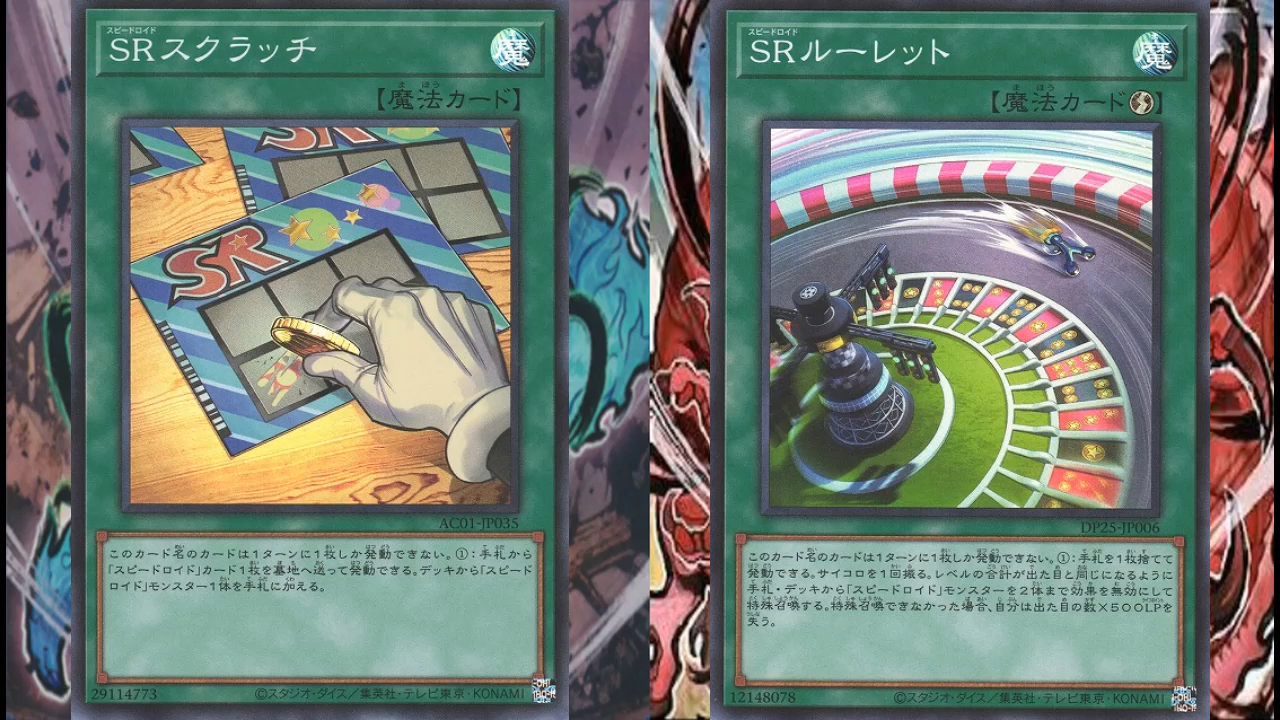 スピードロイド
SRスクラッチ
魔
【魔法カード】
SR
SR
AC01-JP035
このカード名のカードは1ターンに1枚しか発動できない。①：手札から
「スピードロイド」カード1枚を墓地へ送って発動できる。デッキから「スピード
ロイド」モンスター1体を手札に加える。
29114773
©スタジオ・ダイス／集英社・テレビ東京・KONAMI
スピードロイド
SRルーレット
魔
【魔法カード】
DP25-JP006
このカード名のカードは1ターンに1枚しか発動できない。①：手札を1枚捨てて
発動できる。サイコロを1回振る。レベルの合計が出た目と同じになるように
手札・デッキから「スピードロイド」モンスターを2体まで効果を無効にして
特殊召喚する。特殊召喚できなかった場合、自分は出た目の数×500LPを
失う。
12148078
©スタジオ・ダイス／集英社・テレビ東京・KONAMI